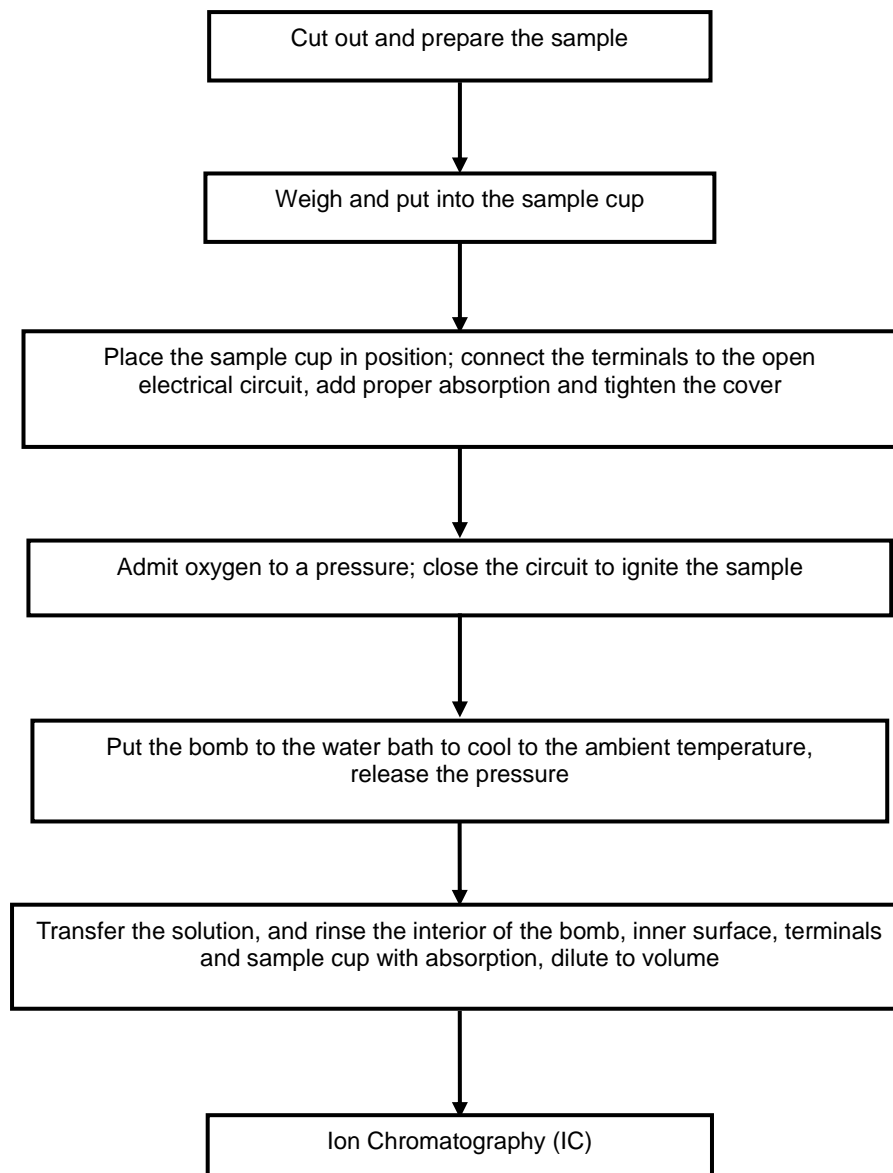 Cut out and prepare the sample
Weigh and put into the sample cup
Place the sample cup in position; connect the terminals to the open
electrical circuit, add proper absorption and tighten the cover
Admit oxygen to a pressure; close the circuit to ignite the sample
Put the bomb to the water bath to cool to the ambient temperature,
release the pressure
Transfer the solution, and rinse the interior of the bomb, inner surface, terminals
and sample cup with absorption, dilute to volume
Ion Chromatography (IC)